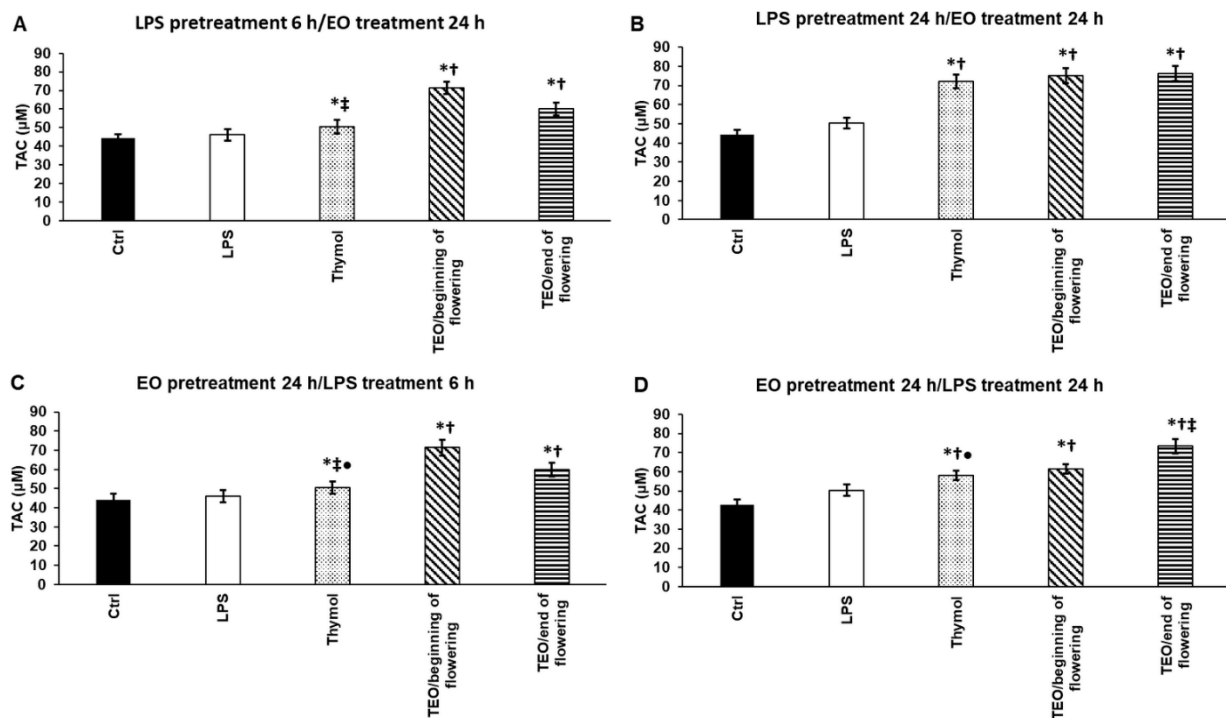 A
LPS pretreatment 6 h/EO treatment 24 h
TAC (µM)
90
80
70
60
50
40
30
20
10
0
*‡
*†
*†
Ctrl
LPS
Thymol
TEO/beginning of
flowering
TEO/end of
flowering
B
LPS pretreatment 24 h/EO treatment 24 h
TAC (µM)
90
80
70
60
50
40
30
20
10
0
*†
*†
*†
Ctrl
LPS
Thymol
TEO/beginning of
flowering
TEO/end of
flowering
C
EO pretreatment 24 h/LPS treatment 6 h
TAC (µM)
90
80
70
60
50
40
30
20
10
0
*‡●
*†
*†
Ctrl
LPS
Thymol
TEO/beginning of
flowering
TEO/end of
flowering
D
EO pretreatment 24 h/LPS treatment 24 h
TAC (µM)
90
80
70
60
50
40
30
20
10
0
*†●
*†
*†‡
Ctrl
LPS
Thymol
TEO/beginning of
flowering
TEO/end of
flowering